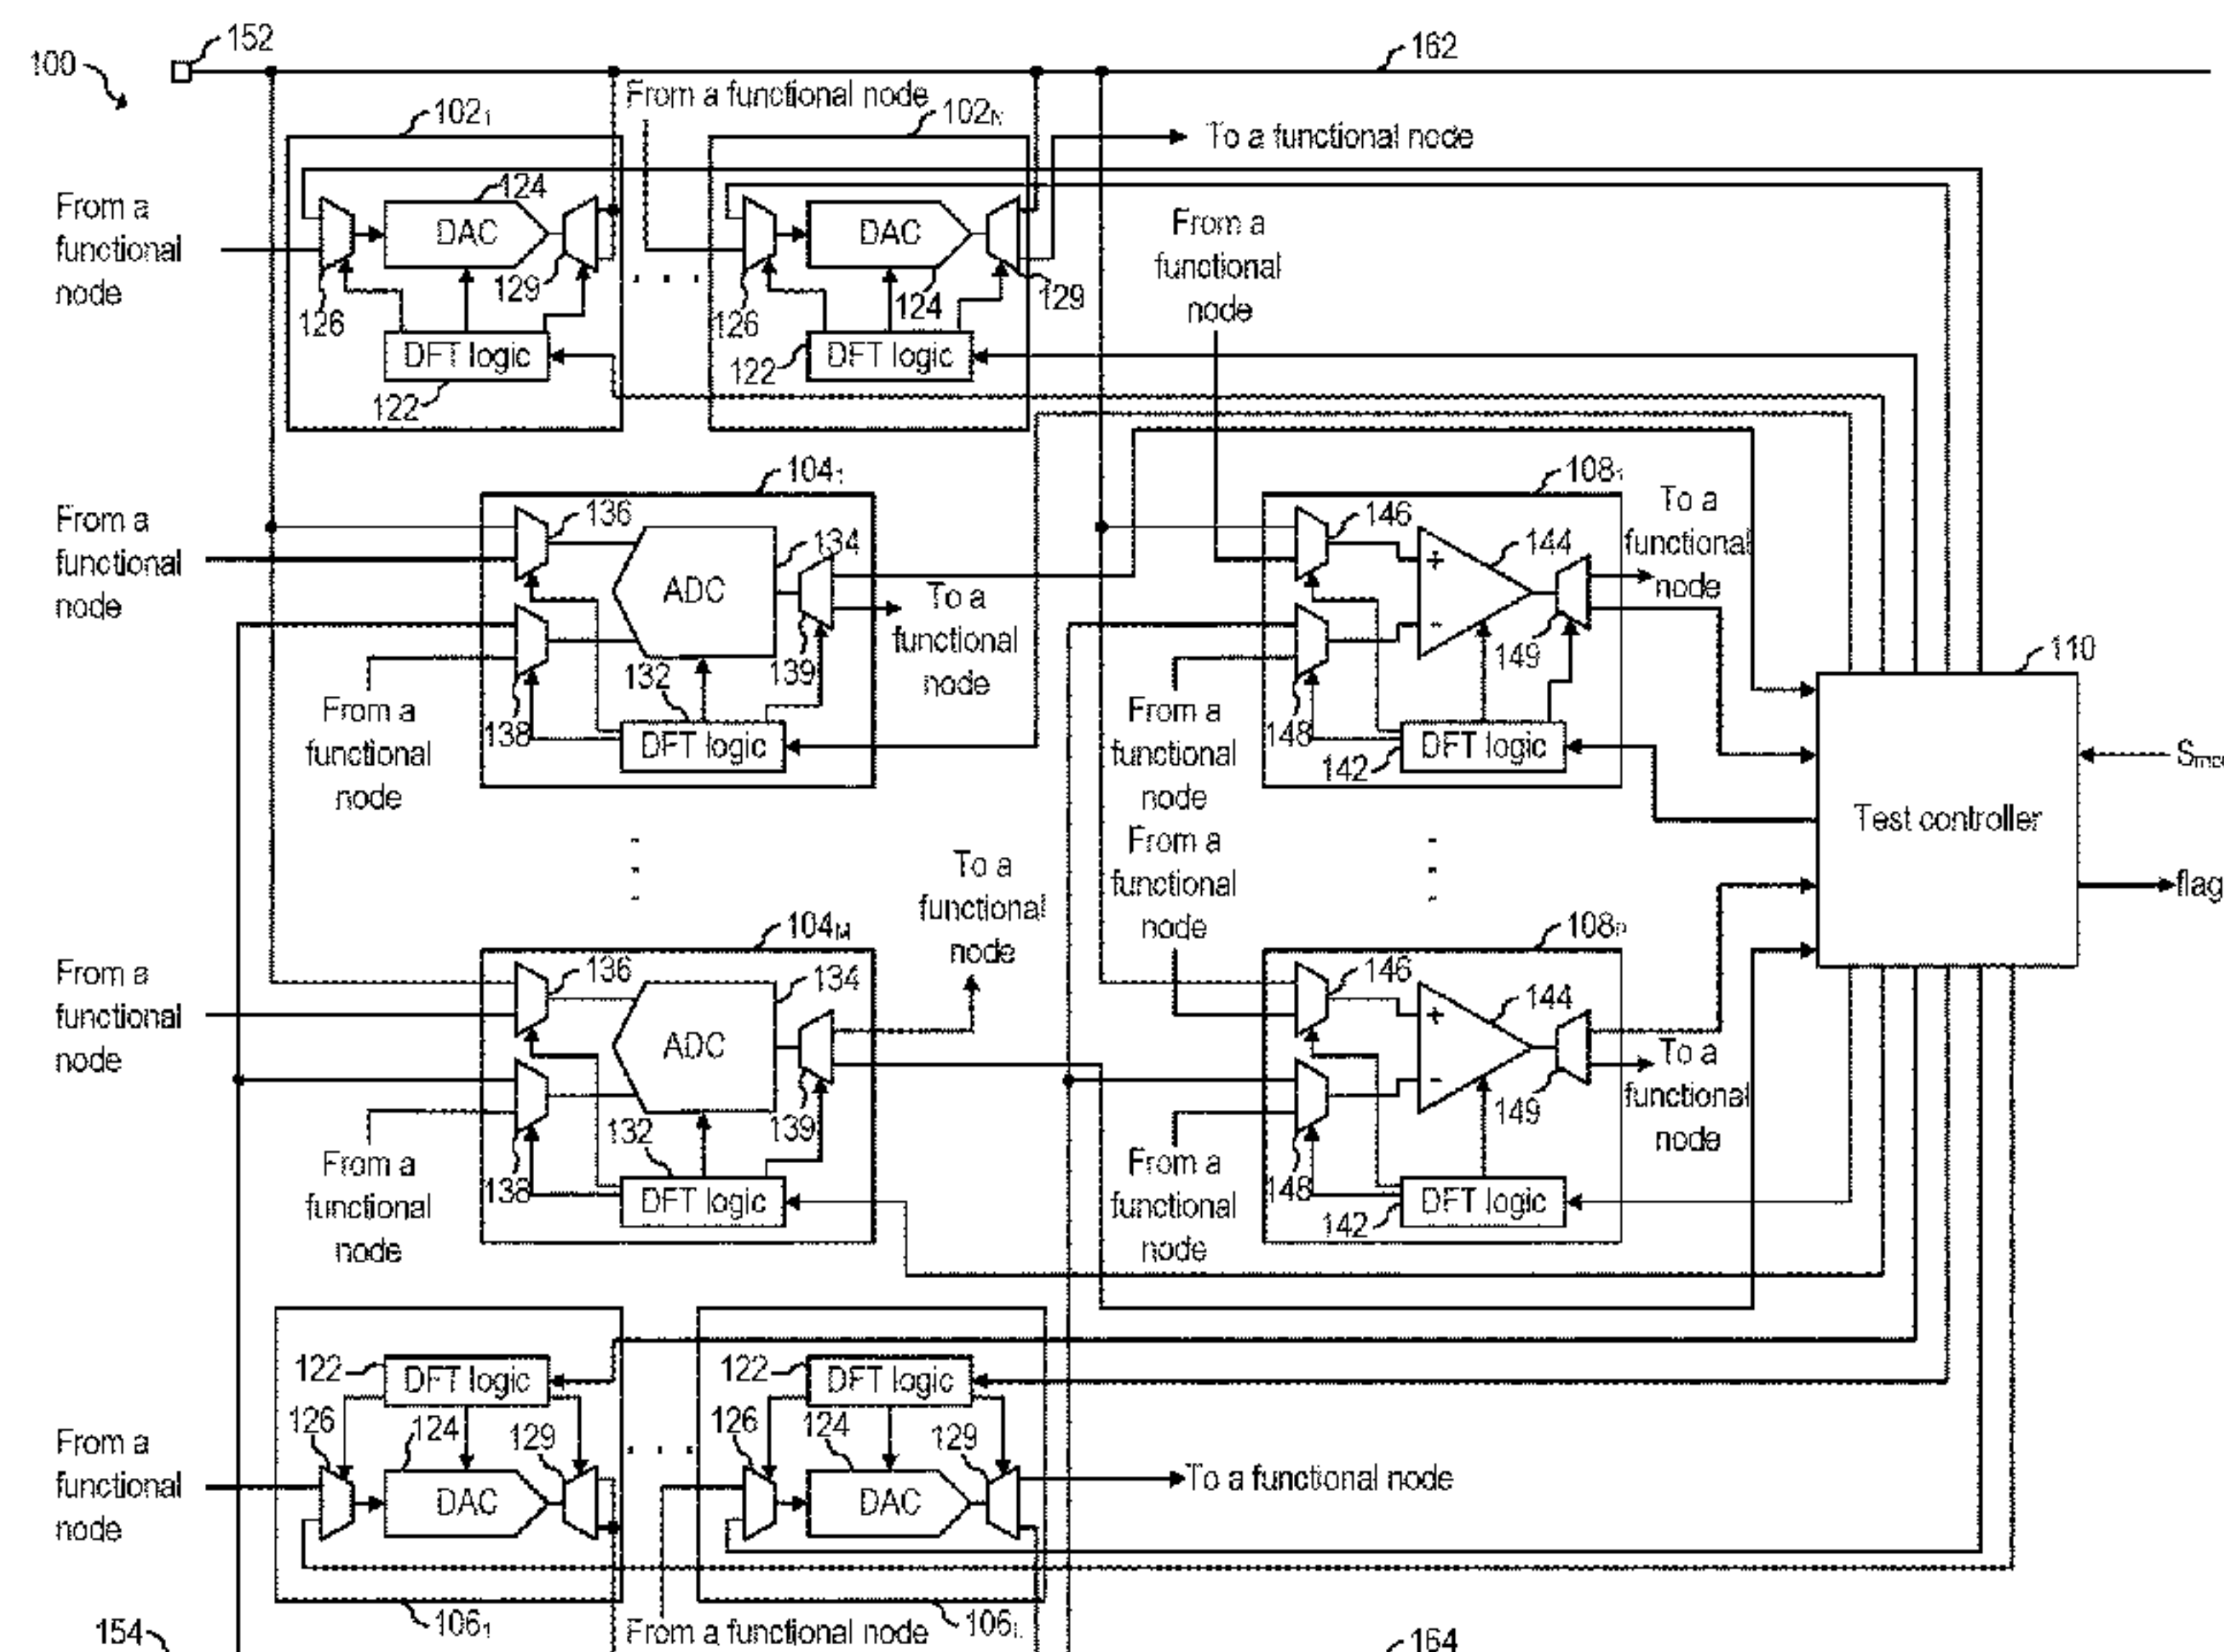 100
152
162
From a functional node
102₁
102N
To a functional node
From a
functional
node
124
DAC
129
126
DFT logic
122
. . .
DAC
124
129
126
122
DFT logic
From a
functional
node
104₁
From a
functional
node
136
134
ADC
132
139
138
DFT logic
To a
functional
node
From a
functional
node
108₁
146
144
+
-
149
148
142
DFT logic
To a
functional
node
From a
functional
node
110
Test controller
flag
From a
functional
node
To a
functional
node
104M
From a
functional
node
136
134
ADC
132
139
138
DFT logic
From a
functional
node
108P
146
144
+
-
149
148
142
DFT logic
To a
functional
node
From a
functional
node
122
DFT logic
126
124
129
DAC
From a
functional
node
. . .
122
DFT logic
126
124
129
DAC
To a functional node
106₁
From a functional node
106L
154
164